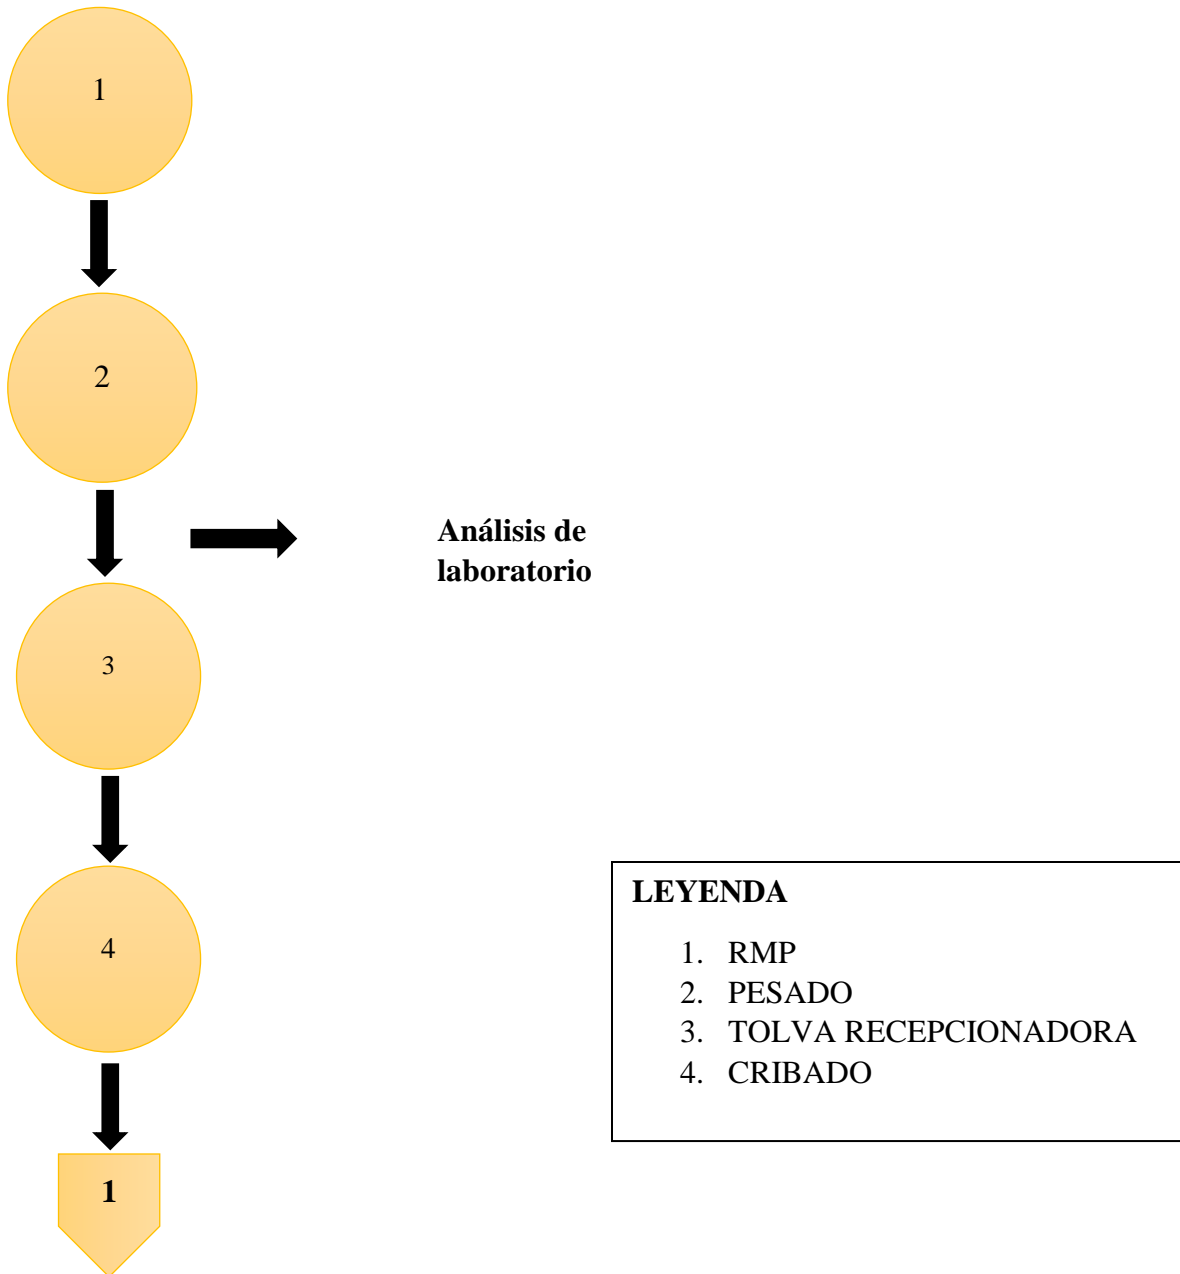 1
2
Análisis de
laboratorio
3
4
LEYENDA
1. RMP
2. PESADO
3. TOLVA RECEPCIONADORA
4. CRIBADO
1